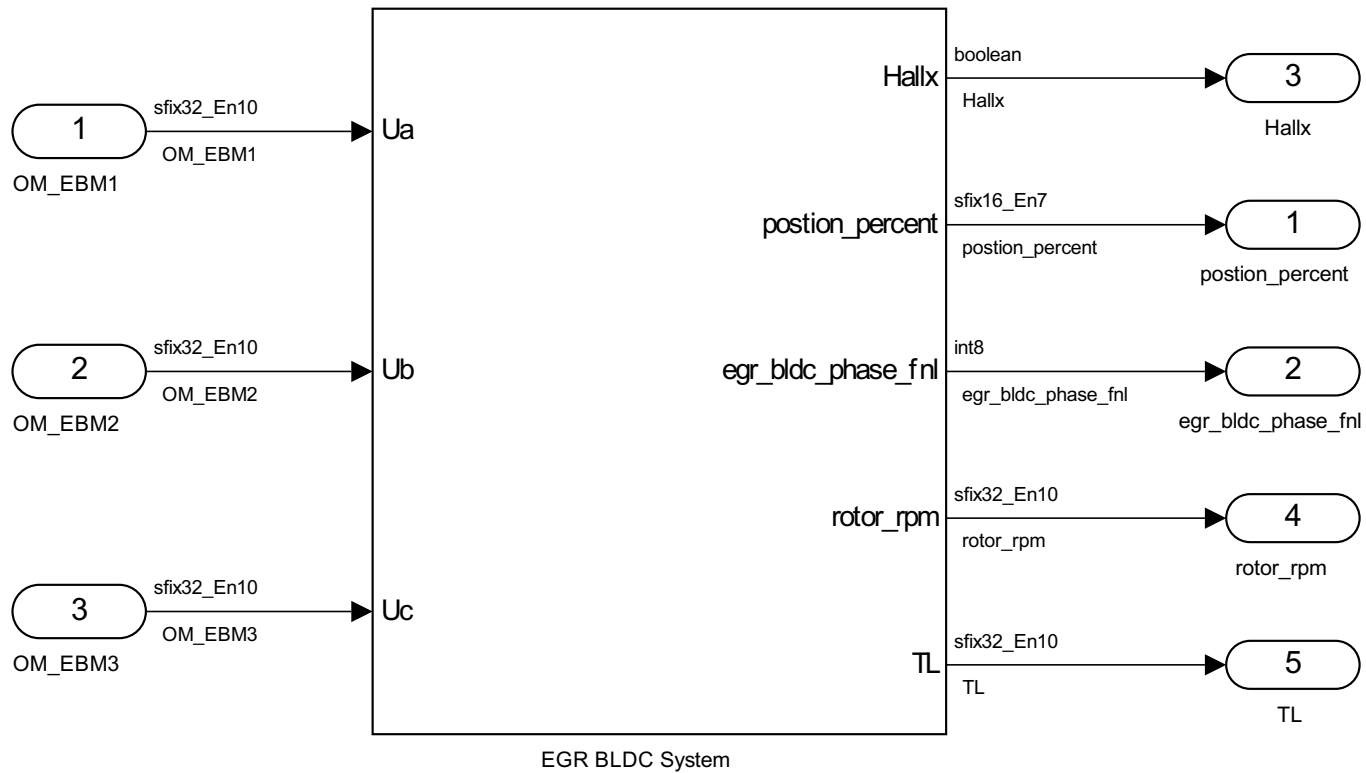 1
OM_EBM1
sfix32_En10
OM_EBM1
Ua
2
OM_EBM2
sfix32_En10
OM_EBM2
Ub
3
OM_EBM3
sfix32_En10
OM_EBM3
Uc
Hallx
boolean
Hallx
3
Hallx
postion_percent
sfix16_En7
postion_percent
1
postion_percent
egr_bldc_phase_fnl
int8
egr_bldc_phase_fnl
2
egr_bldc_phase_fnl
rotor_rpm
sfix32_En10
rotor_rpm
4
rotor_rpm
TL
sfix32_En10
TL
5
TL
EGR BLDC System